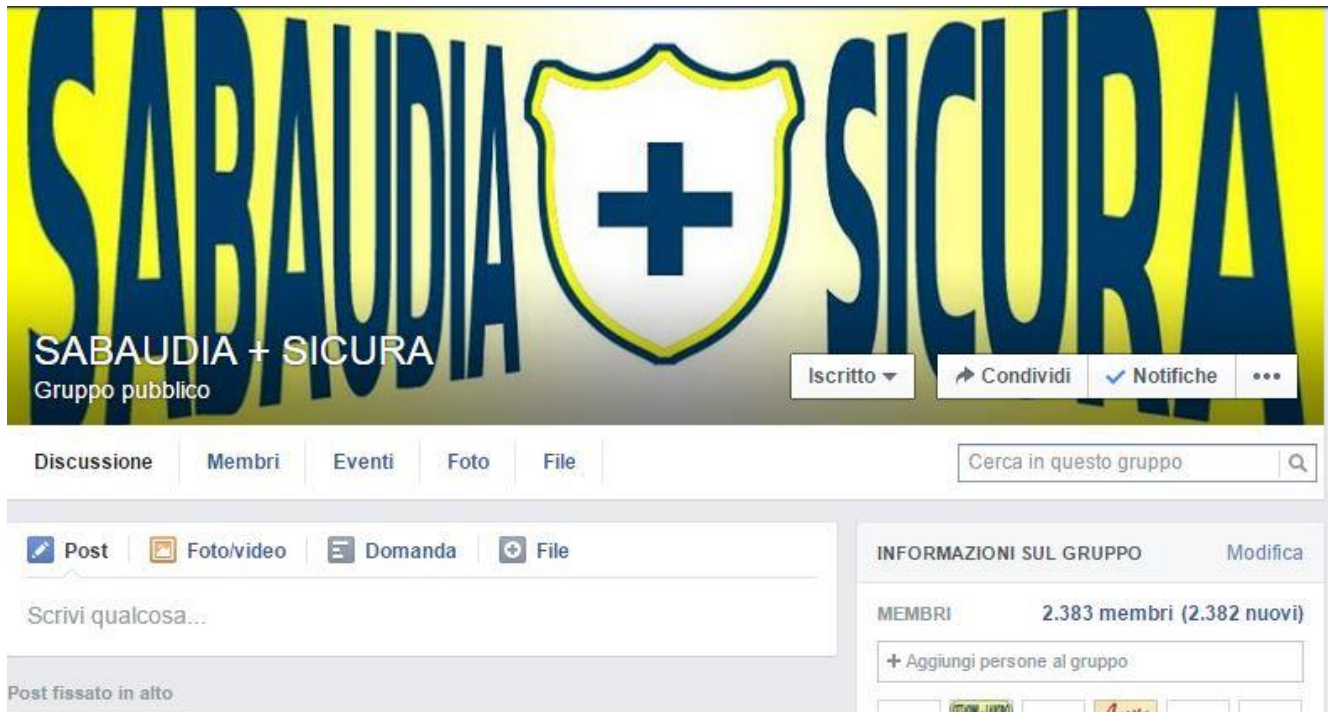 SABAUDIA + SICURA
SABAUDIA + SICURA
Gruppo pubblico
Iscritto
Condividi
Notifiche
Discussione Membri Eventi Foto File
Cerca in questo gruppo
Post Foto/video Domanda File
Scrivi qualcosa...
Post fissato in alto
INFORMAZIONI SUL GRUPPO Modifica
MEMBRI 2.383 membri (2.382 nuovi)
+ Aggiungi persone al gruppo